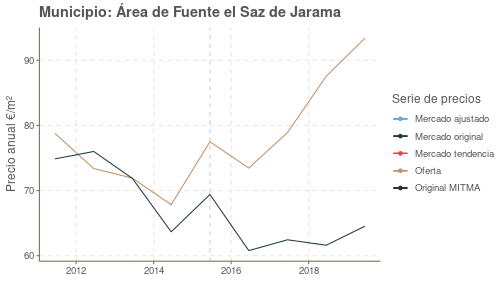 Municipio: Área de Fuente el Saz de Jarama
Precio anual €/m²
90
80
70
60
2012
2014
2016
2018
Serie de precios
Mercado ajustado
Mercado original
Mercado tendencia
Oferta
Original MITMA